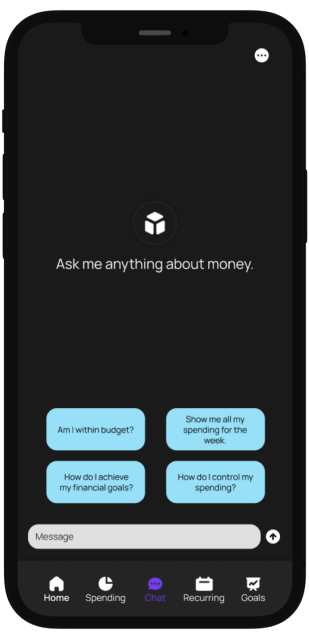 Ask me anything about money.
Am I within budget?
Show me all my
spending for the
week.
How do I achieve
my financial goals?
How do I control my
spending?
Message
Home
Spending
Chat
Recurring
Goals